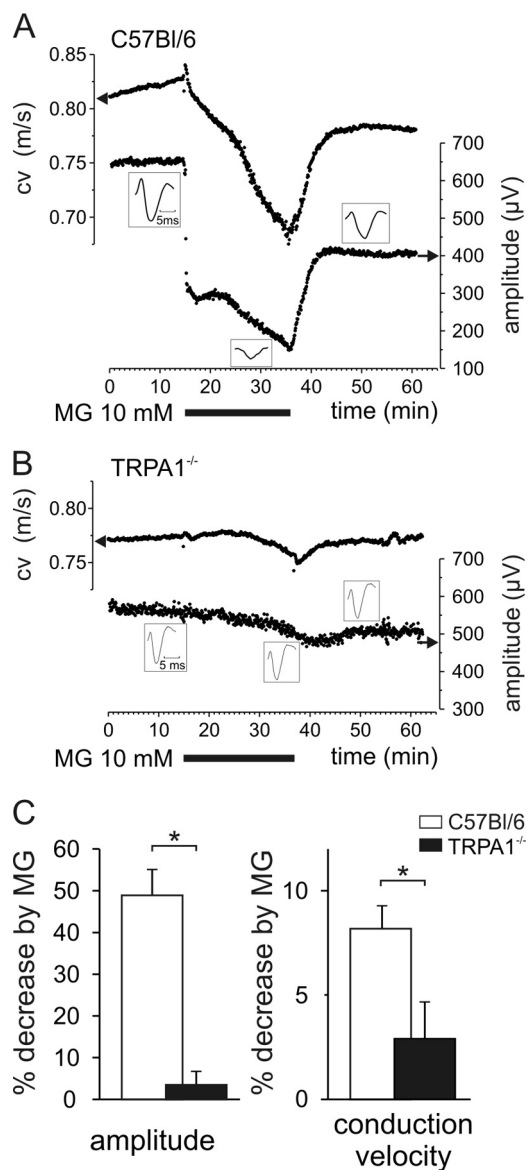 A
C57Bl/6
cv (m/s)
0.85
0.80
0.75
0.70
5ms
amplitude (µV)
700
600
500
400
300
200
100
0 10 20 30 40 50 60
MG 10 mM
time (min)
B
TRPA1-/-
cv (m/s)
0.80
0.75
5 ms
amplitude (µV)
700
600
500
400
300
0 10 20 30 40 50 60
MG 10 mM
time (min)
C
C57Bl/6
TRPA1-/-
% decrease by MG
60
50
40
30
20
10
0
*
amplitude
% decrease by MG
10
5
0
*
conduction
velocity